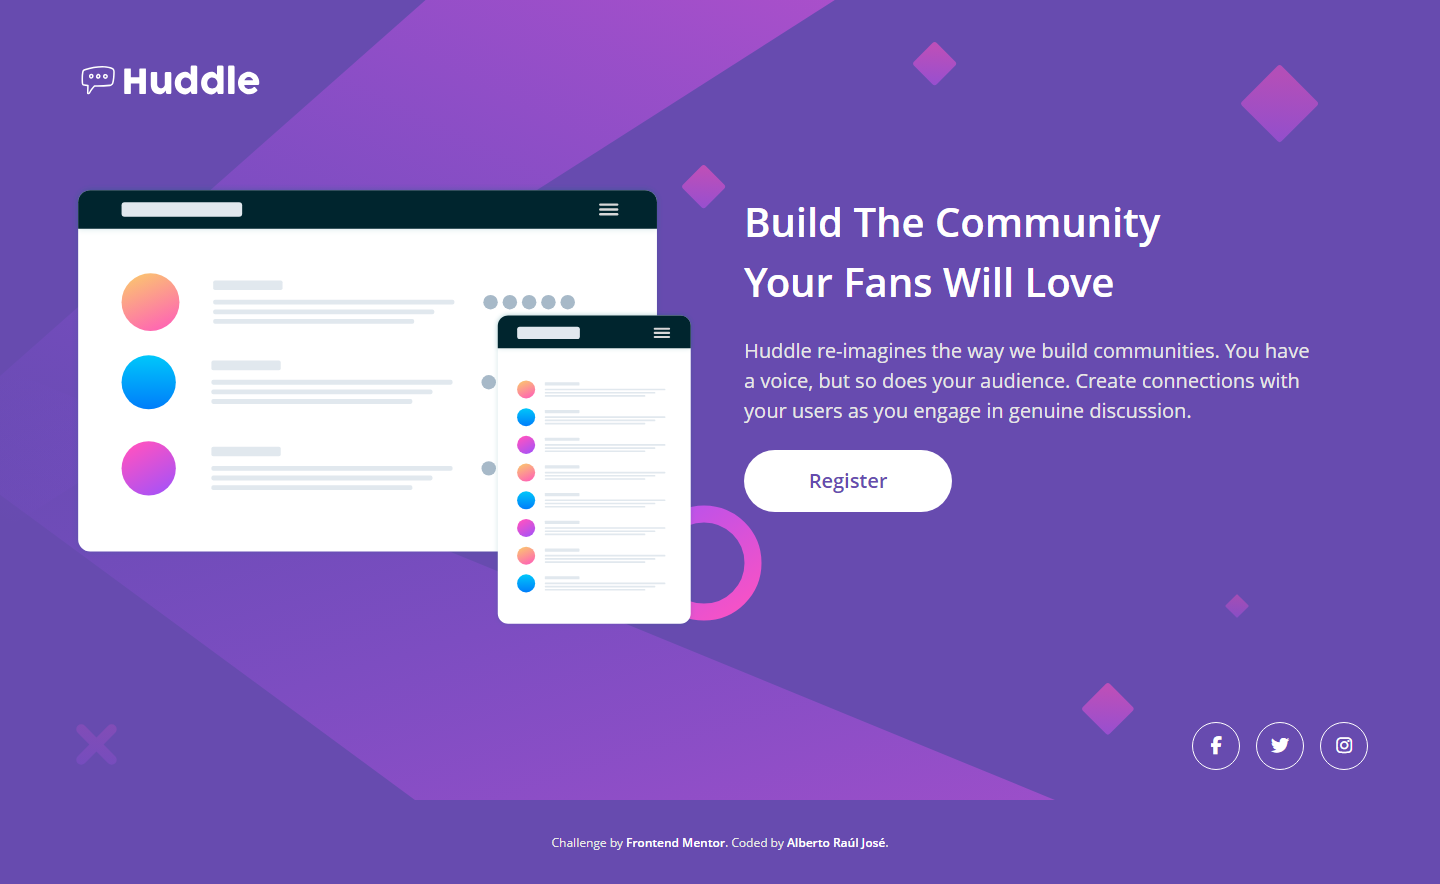 Huddle
Build The Community
Your Fans Will Love
Huddle re-imagines the way we build communities. You have
a voice, but so does your audience. Create connections with
your users as you engage in genuine discussion.
Register
Challenge by Frontend Mentor. Coded by Alberto Raúl José.